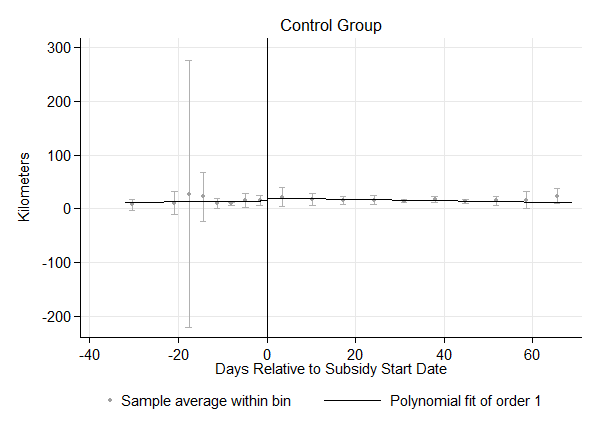 Control Group
300
200
100
0
-100
-200
Kilometers
-40 -20 0 20 40 60
Days Relative to Subsidy Start Date
Sample average within bin Polynomial fit of order 1